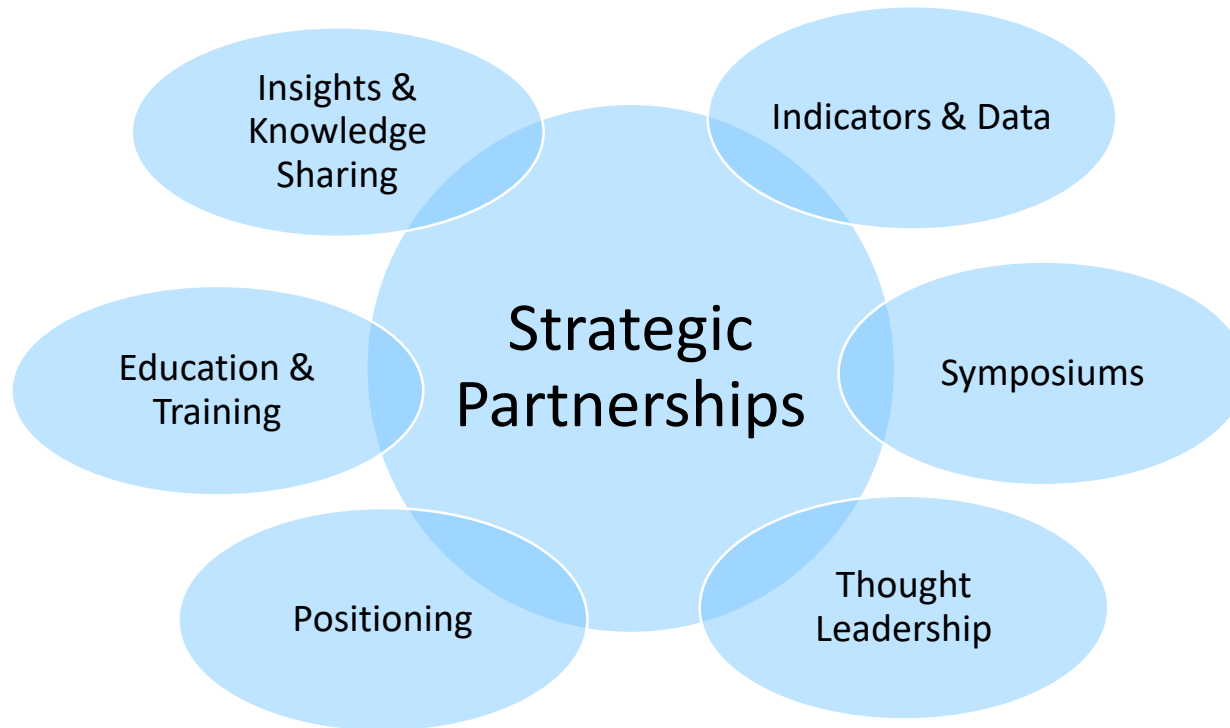 Insights &
Knowledge
Sharing
Indicators & Data
Strategic
Partnerships
Education &
Training
Symposiums
Positioning
Thought
Leadership